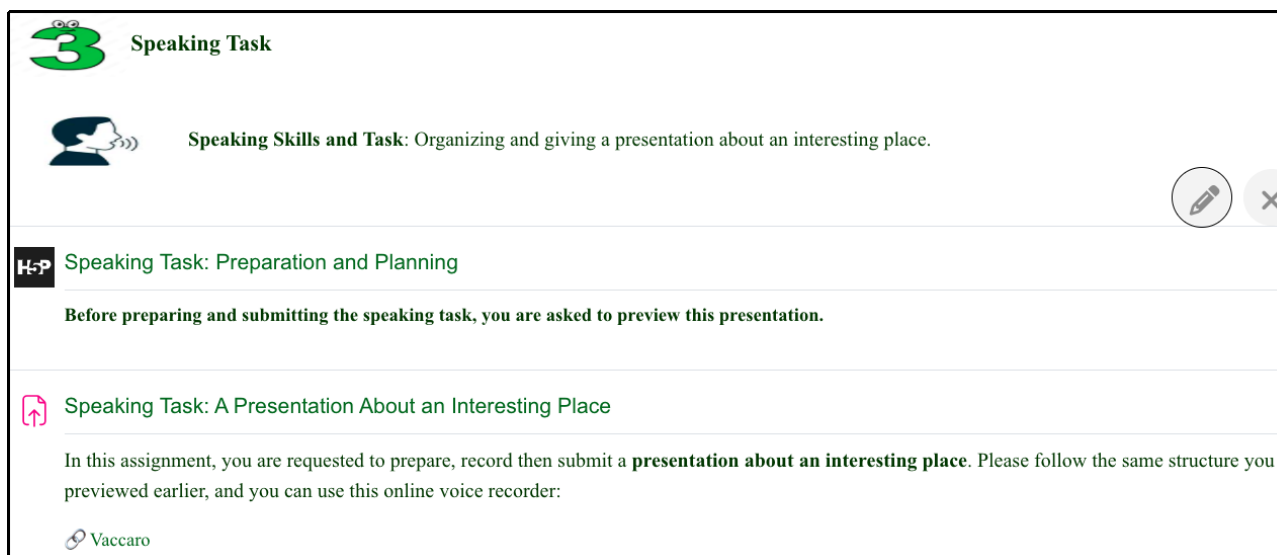 3
Speaking Task
Speaking Skills and Task: Organizing and giving a presentation about an interesting place.
H5P
Speaking Task: Preparation and Planning
Before preparing and submitting the speaking task, you are asked to preview this presentation.
Speaking Task: A Presentation About an Interesting Place
In this assignment, you are requested to prepare, record then submit a presentation about an interesting place. Please follow the same structure you
previewed earlier, and you can use this online voice recorder:
Vaccaro